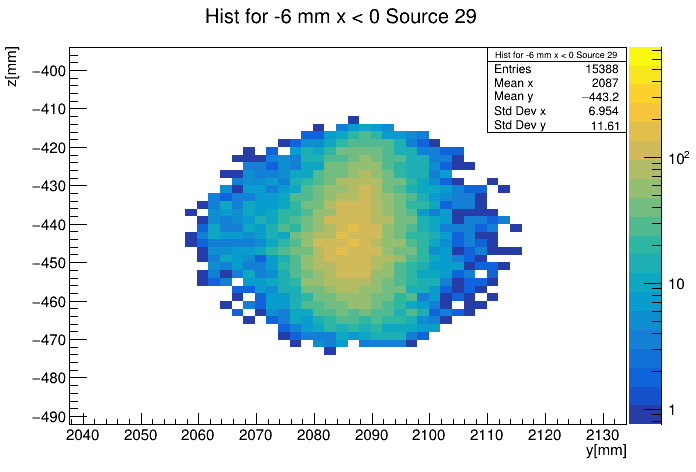 Hist for -6 mm x < 0 Source 29
z[mm]
Hist for -6 mm x < 0 Source 29
Entries 15388
Mean x 2087
Mean y −443.2
Std Dev x 6.954
Std Dev y 11.61
−400
−410
−420
−430
−440
−450
−460
−470
−480
−490
10²
10
1
2040 2050 2060 2070 2080 2090 2100 2110 2120 2130
y[mm]